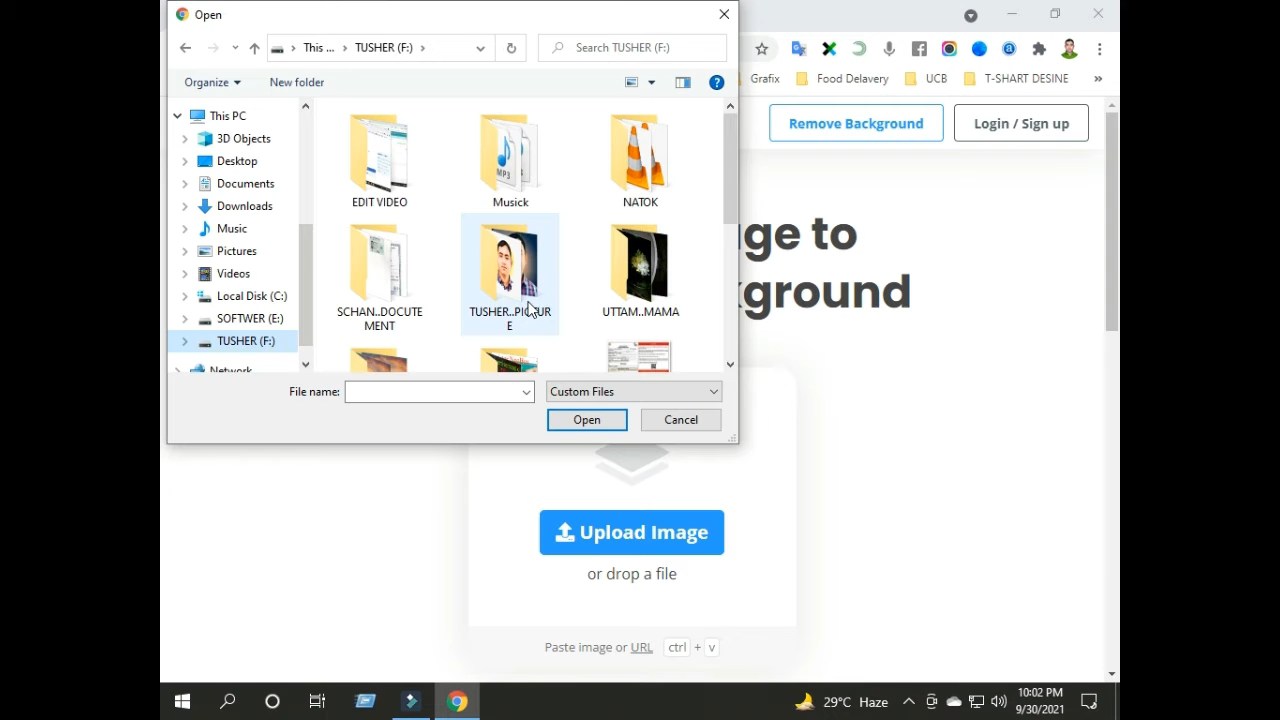 Open
This ...
TUSHER (F:)
Search TUSHER (F:)
Organize
New folder
This PC
3D Objects
Desktop
Documents
Downloads
Music
Pictures
Videos
Local Disk (C:)
SOFTWER (E:)
TUSHER (F:)
Network
EDIT VIDEO
MP3
Musick
NATOK
SCHAN..DOCUTE
MENT
TUSHER..PICTUR
E
UTTAM..MAMA
File name:
Custom Files
Open
Cancel
Grafix
Food Delavery
UCB
T-SHART DESINE
Remove Background
Login / Sign up
ge to
kground
Upload Image
or drop a file
Paste image or URL ctrl + v
29°C Haze
10:02 PM
9/30/2021